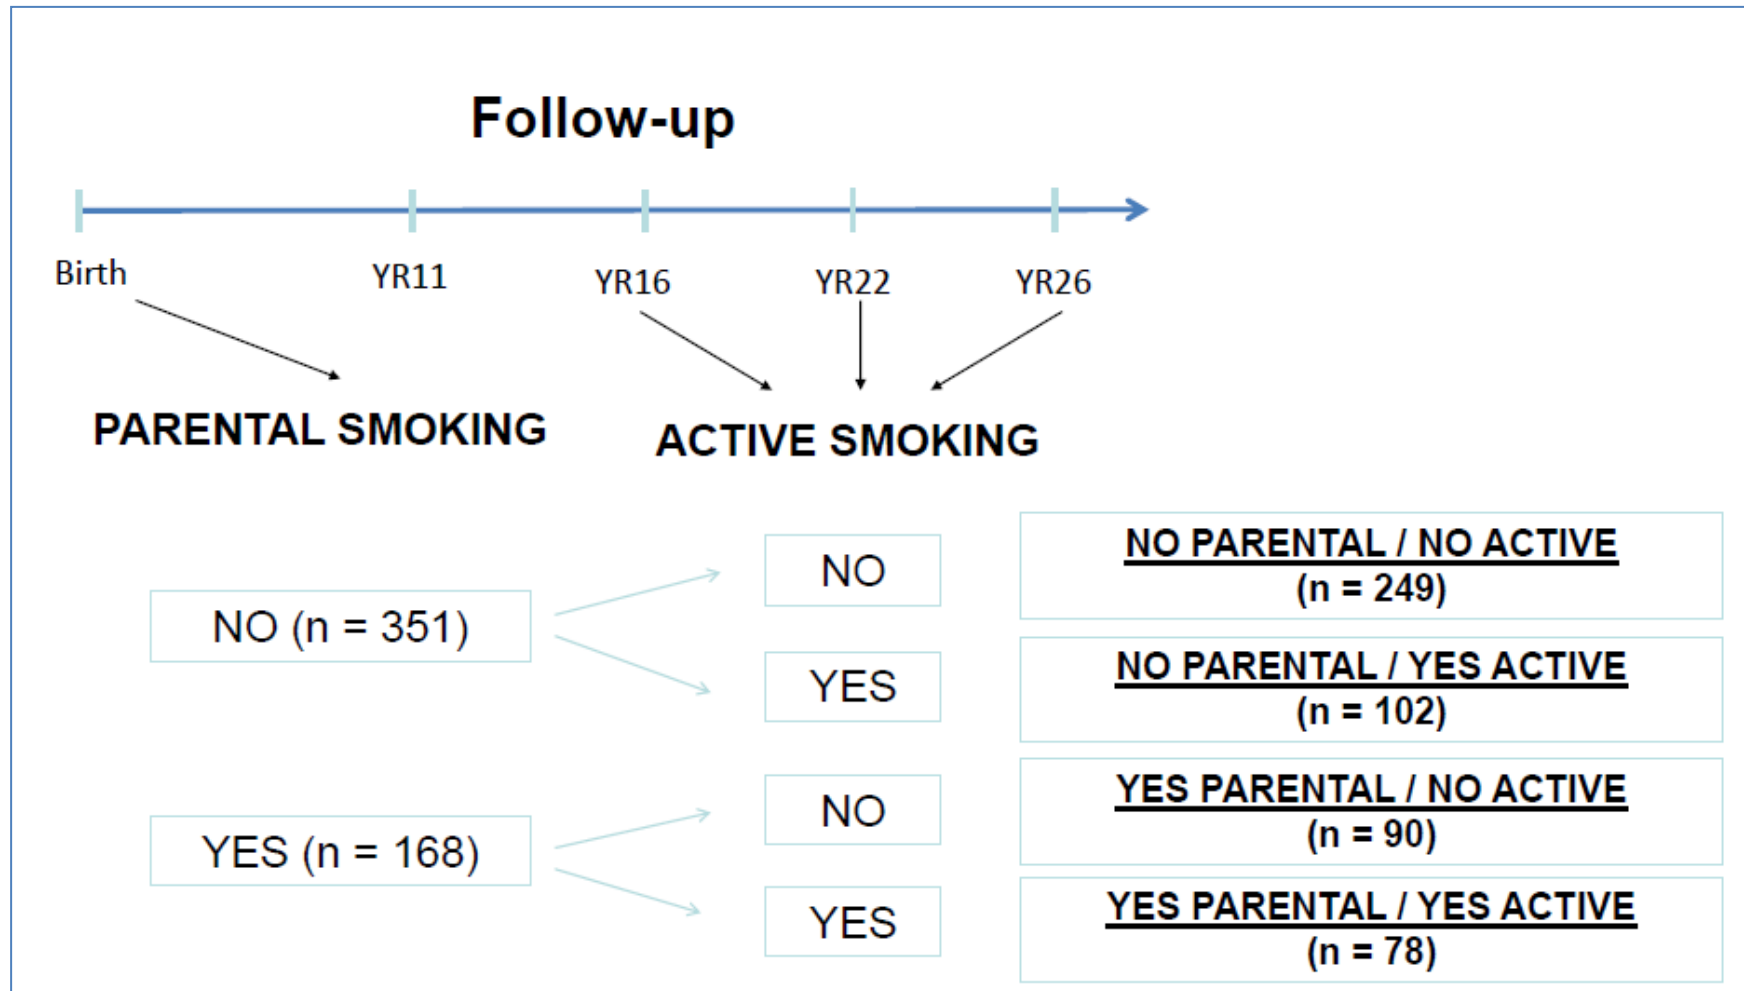 Follow-up
Birth
YR11
YR16
YR22
YR26
PARENTAL SMOKING
ACTIVE SMOKING
NO (n = 351)
NO
NO PARENTAL / NO ACTIVE
(n = 249)
YES
NO PARENTAL / YES ACTIVE
(n = 102)
YES (n = 168)
NO
YES PARENTAL / NO ACTIVE
(n = 90)
YES
YES PARENTAL / YES ACTIVE
(n = 78)